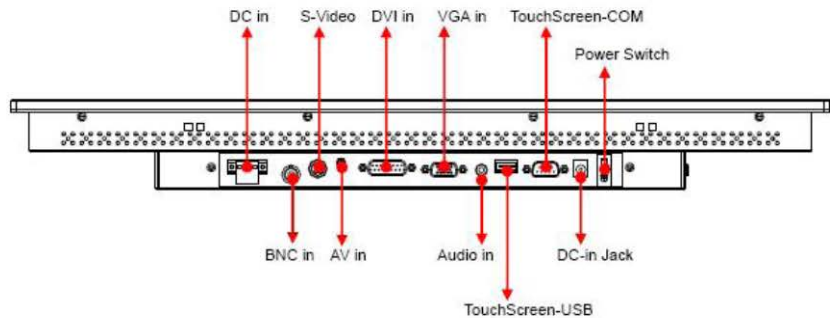 DC in
S-Video
DVI in
VGA in
TouchScreen-COM
Power Switch
BNC in
AV in
Audio in
DC-in Jack
TouchScreen-USB